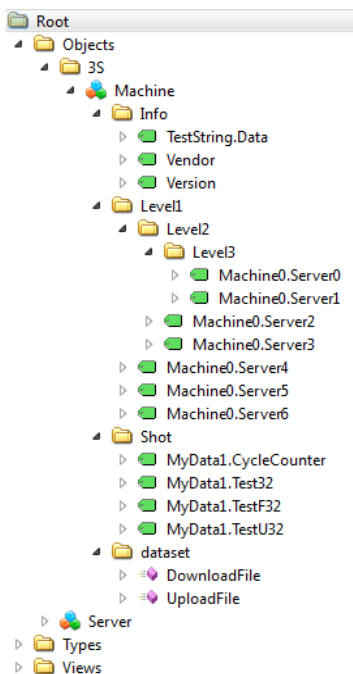 Root
Objects
3S
Machine
Info
TestString.Data
Vendor
Version
Level1
Level2
Level3
Machine0.Server0
Machine0.Server1
Machine0.Server2
Machine0.Server3
Machine0.Server4
Machine0.Server5
Machine0.Server6
Shot
MyData1.CycleCounter
MyData1.Test32
MyData1.TestF32
MyData1.TestU32
dataset
DownloadFile
UploadFile
Server
Types
Views